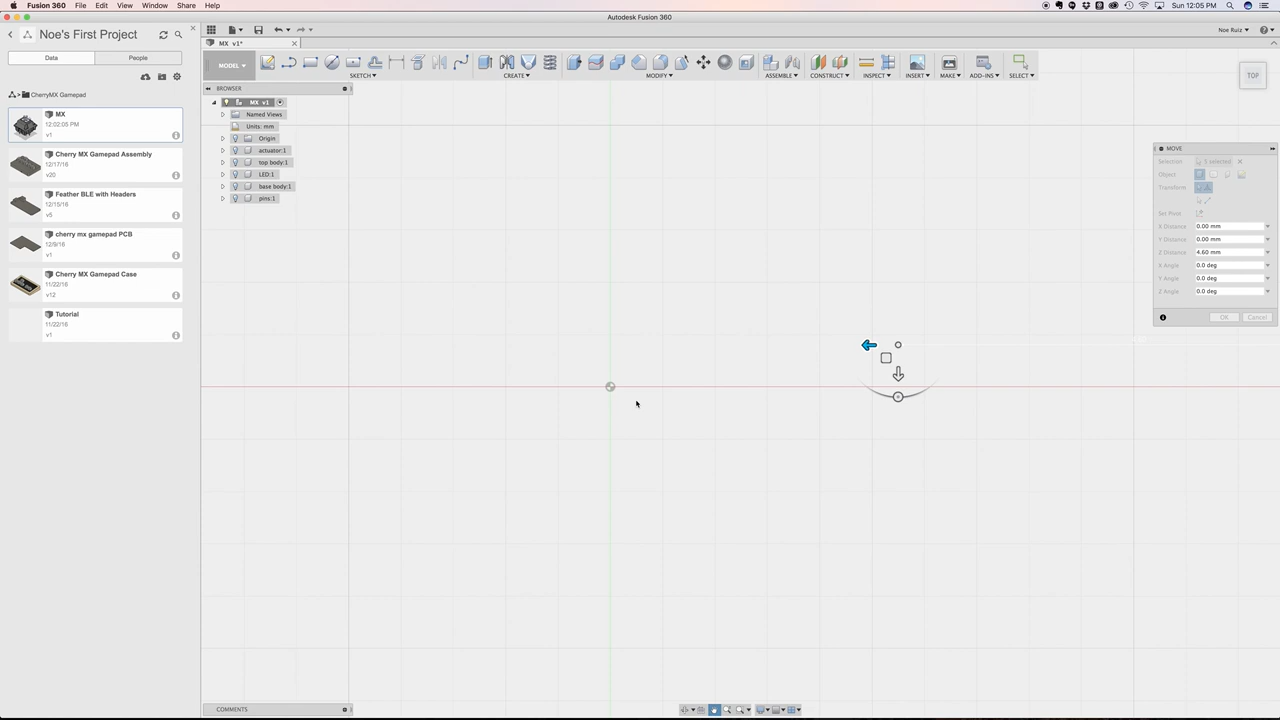 Fusion 360 File Edit View Window Share Help
Sun 12:05 PM
Autodesk Fusion 360
Noe's First Project
Noe Ruiz
MX v1*
Data People
MODEL
SKETCH CREATE MODIFY ASSEMBLE CONSTRUCT INSPECT INSERT MAKE ADD-INS SELECT
TOP
BROWSER
CherryMX Gamepad
MX v1
Named Views
Units: mm
Origin
actuator:1
top body:1
LED:1
base body:1
pins:1
MX
12:02:05 PM
v1
Cherry MX Gamepad Assembly
12/17/16
v20
Feather BLE with Headers
12/15/16
v5
cherry mx gamepad PCB
12/9/16
v1
Cherry MX Gamepad Case
11/22/16
v12
Tutorial
11/22/16
v1
MOVE
Selection 5 selected
Object
Transform
Set Pivot
X Distance 0.00 mm
Y Distance 0.00 mm
Z Distance 4.60 mm
X Angle 0.0 deg
Y Angle 0.0 deg
Z Angle 0.0 deg
OK Cancel
COMMENTS